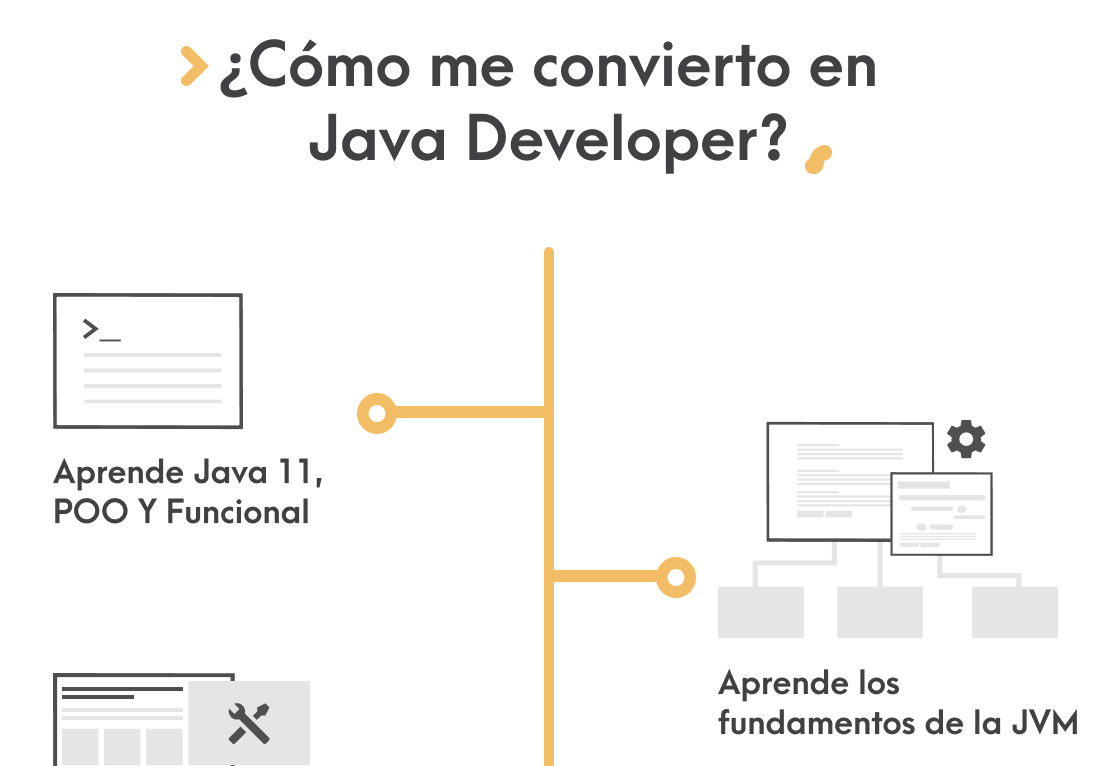 ¿Cómo me convierto en
Java Developer?
>_
Aprende Java 11,
POO Y Funcional
Aprende los
fundamentos de la JVM